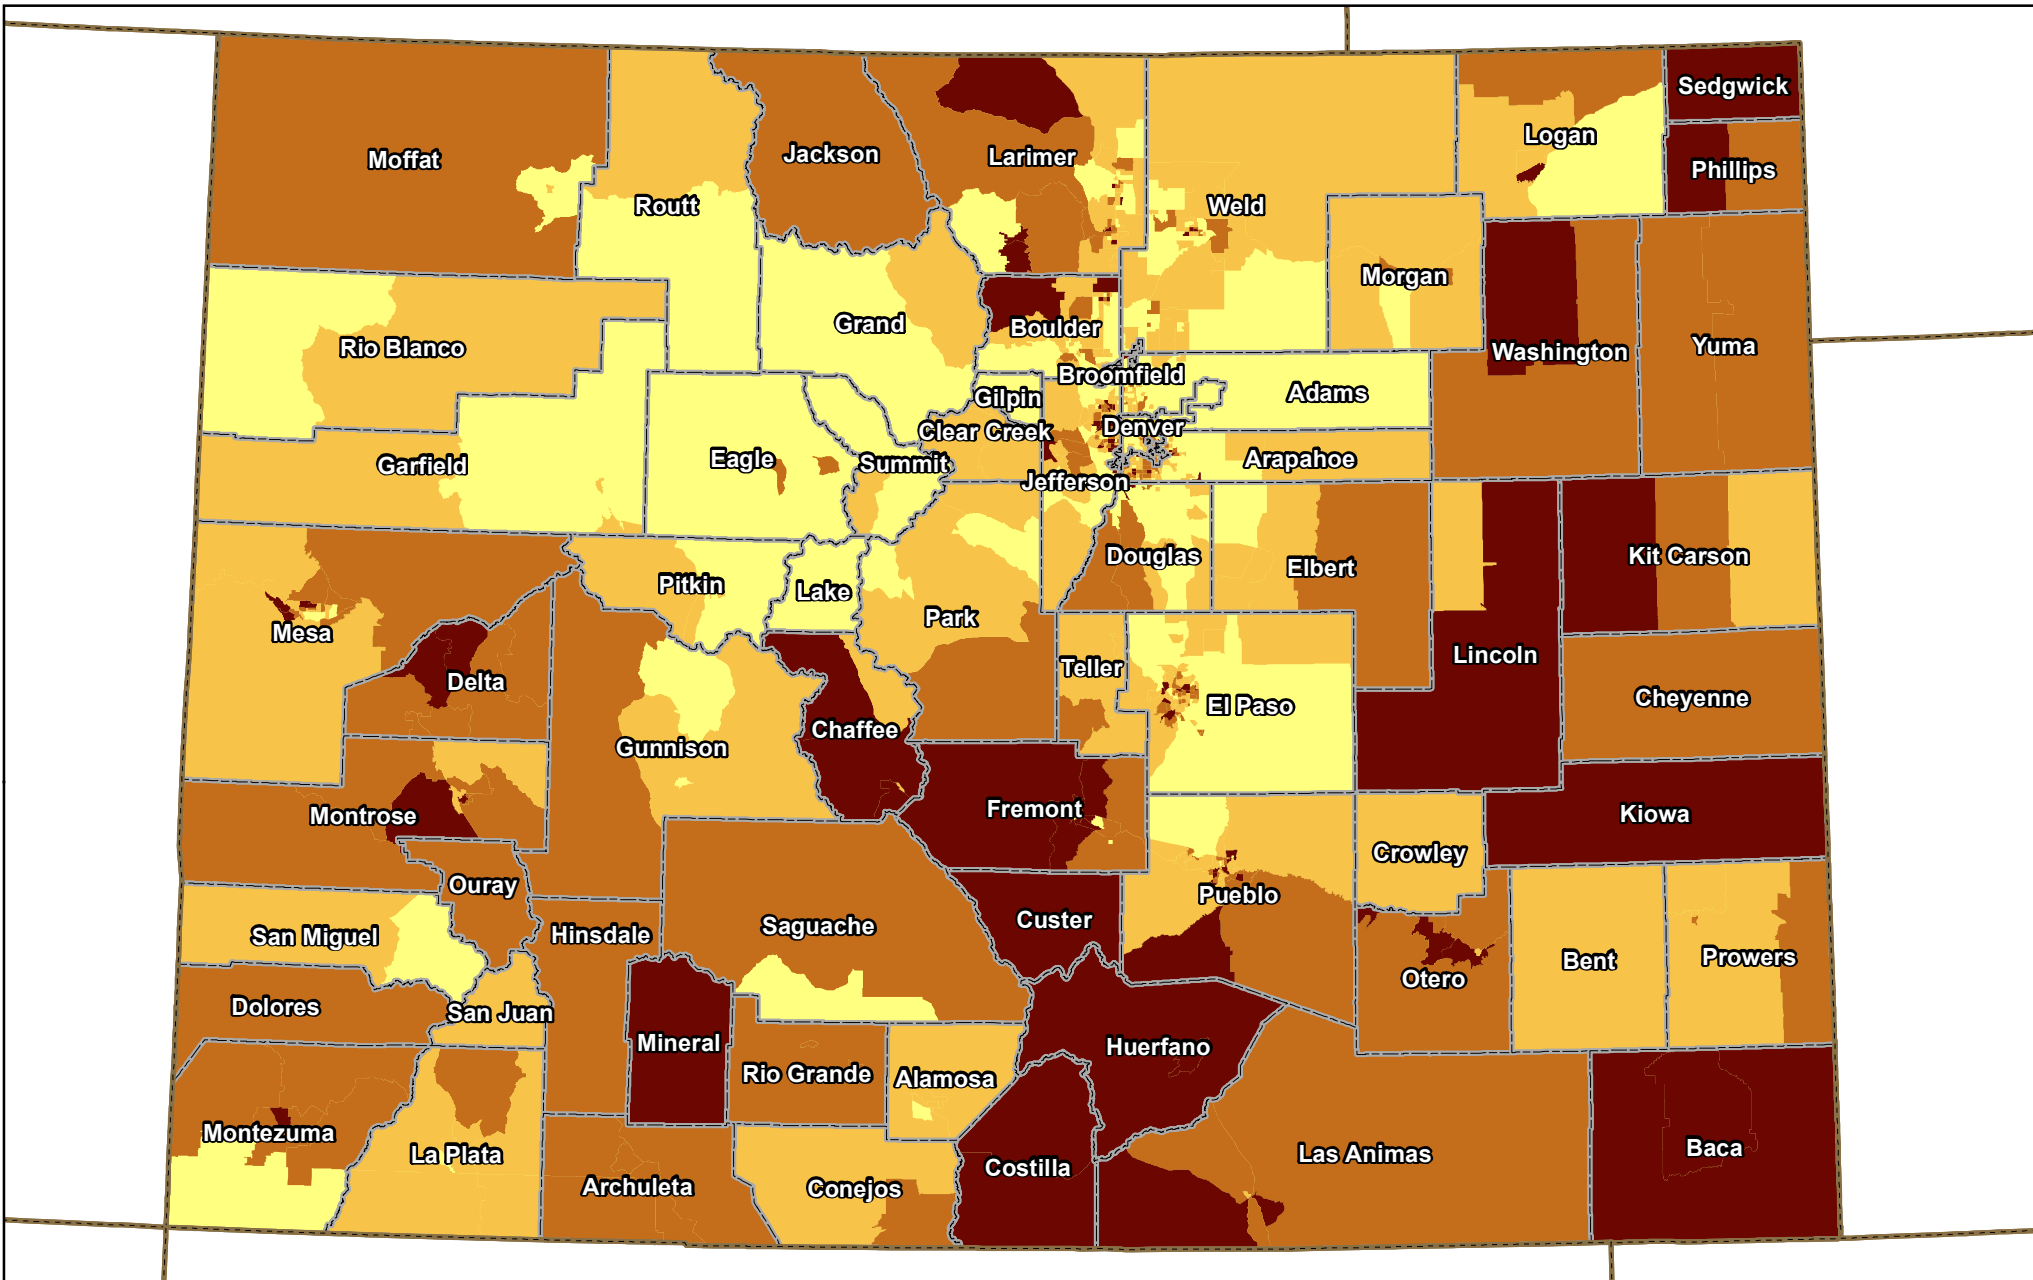 Sedgwick
Logan
Moffat
Jackson
Larimer
Phillips
Routt
Weld
Morgan
Grand
Boulder
Rio Blanco
Washington
Yuma
Broomfield
Gilpin
Adams
Clear Creek
Denver
Garfield
Eagle
Summit
Arapahoe
Jefferson
Douglas
Elbert
Kit Carson
Pitkin
Lake
Park
Mesa
Lincoln
Delta
Teller
El Paso
Cheyenne
Gunnison
Chaffee
Montrose
Fremont
Kiowa
Crowley
Ouray
Pueblo
San Miguel
Hinsdale
Saguache
Custer
Otero
Bent
Prowers
Dolores
San Juan
Mineral
Huerfano
Rio Grande
Alamosa
Montezuma
La Plata
Archuleta
Conejos
Costilla
Las Animas
Baca